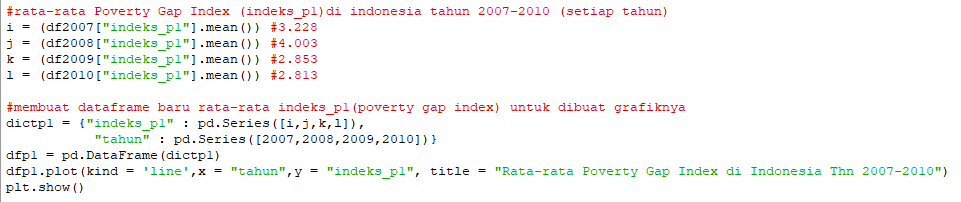 #rata-rata Poverty Gap Index (indeks_p1)di indonesia tahun 2007-2010 (setiap tahun)
i = (df2007["indeks_p1"].mean()) #3.228
j = (df2008["indeks_p1"].mean()) #4.003
k = (df2009["indeks_p1"].mean()) #2.853
l = (df2010["indeks_p1"].mean()) #2.813
#membuat dataframe baru rata-rata indeks_p1(poverty gap index) untuk dibuat grafiknya
dictp1 = {"indeks_p1" : pd.Series([i,j,k,l]),
"tahun" : pd.Series([2007,2008,2009,2010])}
dfp1 = pd.DataFrame(dictp1)
dfp1.plot(kind = 'line',x = "tahun",y = "indeks_p1", title = "Rata-rata Poverty Gap Index di Indonesia Thn 2007-2010")
plt.show()